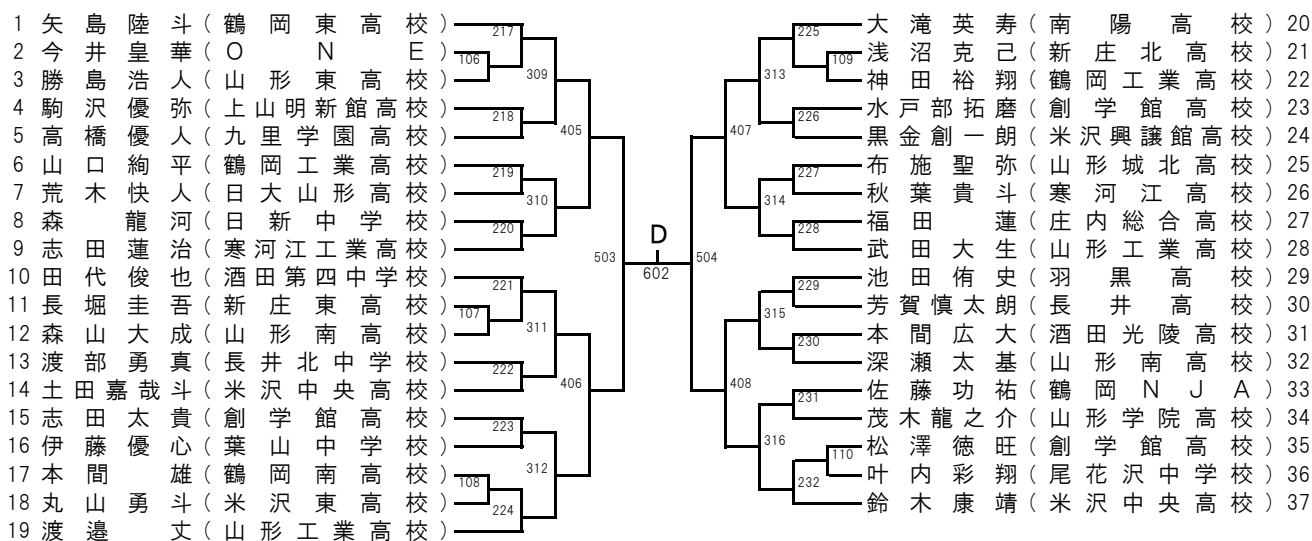 1 矢島陸斗（鶴岡東高校）
2 今井皇華（ＯＮＥ）
3 勝島浩人（山形東高校）
4 駒沢優弥（上山明新館高校）
5 高橋優人（九里学園高校）
6 山口絢平（鶴岡工業高校）
7 荒木快人（日大山形高校）
8 森龍河（日新中学校）
9 志田蓮治（寒河江工業高校）
10 田代俊也（酒田第四中学校）
11 長堀圭吾（新庄東高校）
12 森山大成（山形南高校）
13 渡部勇真（長井北中学校）
14 土田嘉哉斗（米沢中央高校）
15 志田太貴（創学館高校）
16 伊藤優心（葉山中学校）
17 本間雄（鶴岡南高校）
18 丸山勇斗（米沢東高校）
19 渡邉丈（山形工業高校）
217
106
309
218
405
219
310
220
503
221
107
311
222
406
223
312
108
224
D
602
504
225
109
313
226
407
227
314
228
229
315
230
408
231
316
110
232
大滝英寿（南陽高校）20
浅沼克己（新庄北高校）21
神田裕翔（鶴岡工業高校）22
水戸部拓磨（創学館高校）23
黒金創一朗（米沢興譲館高校）24
布施聖弥（山形城北高校）25
秋葉貴斗（寒河江高校）26
福田蓮（庄内総合高校）27
武田大生（山形工業高校）28
池田侑史（羽黒高校）29
芳賀慎太朗（長井高校）30
本間広大（酒田光陵高校）31
深瀬太基（山形南高校）32
佐藤功祐（鶴岡ＮＪＡ）33
茂木龍之介（山形学院高校）34
松澤徳旺（創学館高校）35
叶内彩翔（尾花沢中学校）36
鈴木康靖（米沢中央高校）37